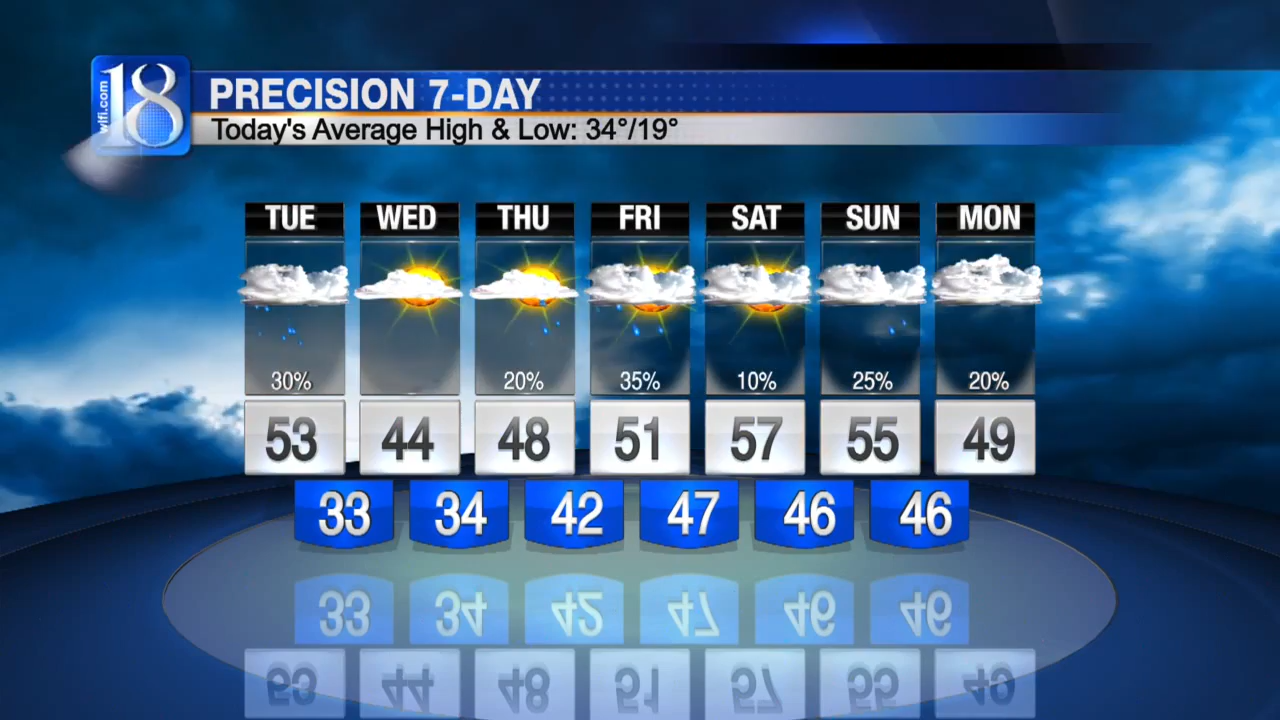 wlfi.com
18
PRECISION 7-DAY
Today's Average High & Low: 34°/19°
TUE WED THU FRI SAT SUN MON
30% 20% 35% 10% 25% 20%
53 44 48 51 57 55 49
33 34 42 47 46 46